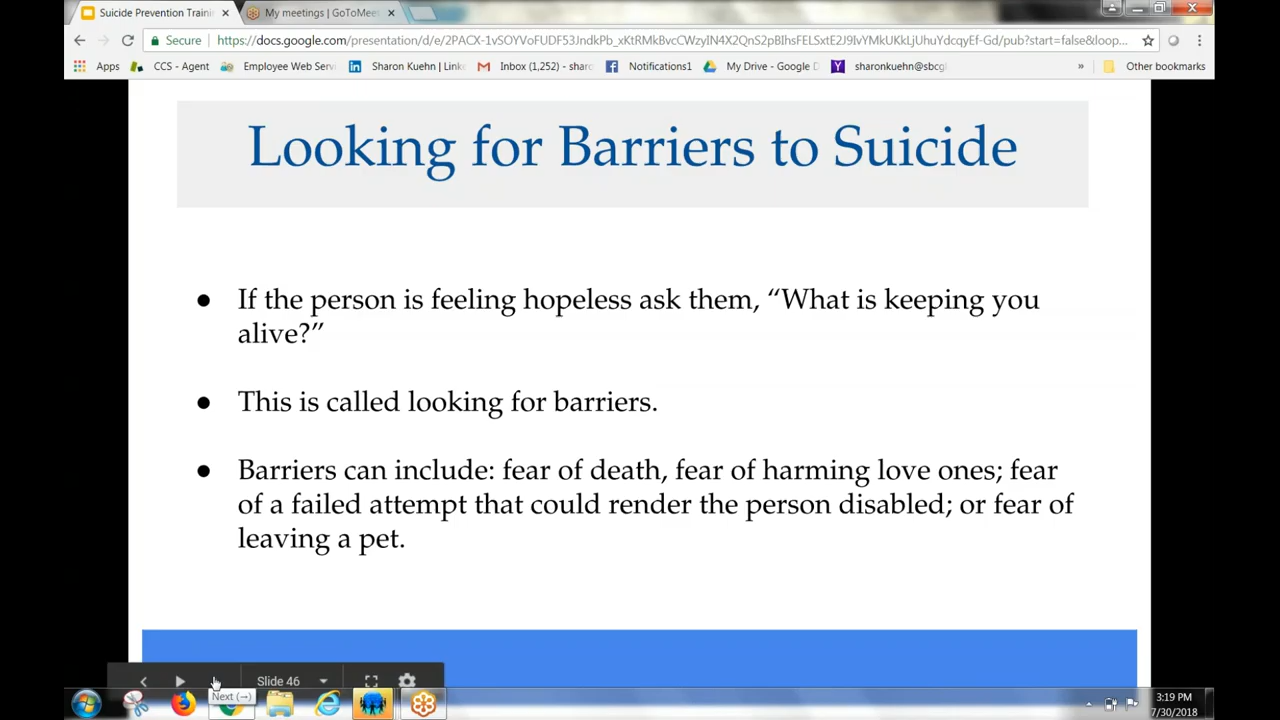 Suicide Prevention Traini
My meetings | GoToMee
Secure
https://docs.google.com/presentation/d/e/2PACX-1vSOYVoFUDF53JndkPb_xKtRMkBvcCWzyIN4X2QnS2pBIhsFELSxtE2J9IvYMkUKkLjUhuYdcqyEf-Gd/pub?start=false&loop...
Apps
CCS - Agent
Employee Web Servi
Sharon Kuehn | Linke
Inbox (1,252) - sharo
Notifications1
My Drive - Google D
sharonkuehn@sbcgl
»
Other bookmarks
Looking for Barriers to Suicide
● If the person is feeling hopeless ask them, “What is keeping you
alive?”
● This is called looking for barriers.
● Barriers can include: fear of death, fear of harming love ones; fear
of a failed attempt that could render the person disabled; or fear of
leaving a pet.
Slide 46
Next (→)
3:19 PM
7/30/2018